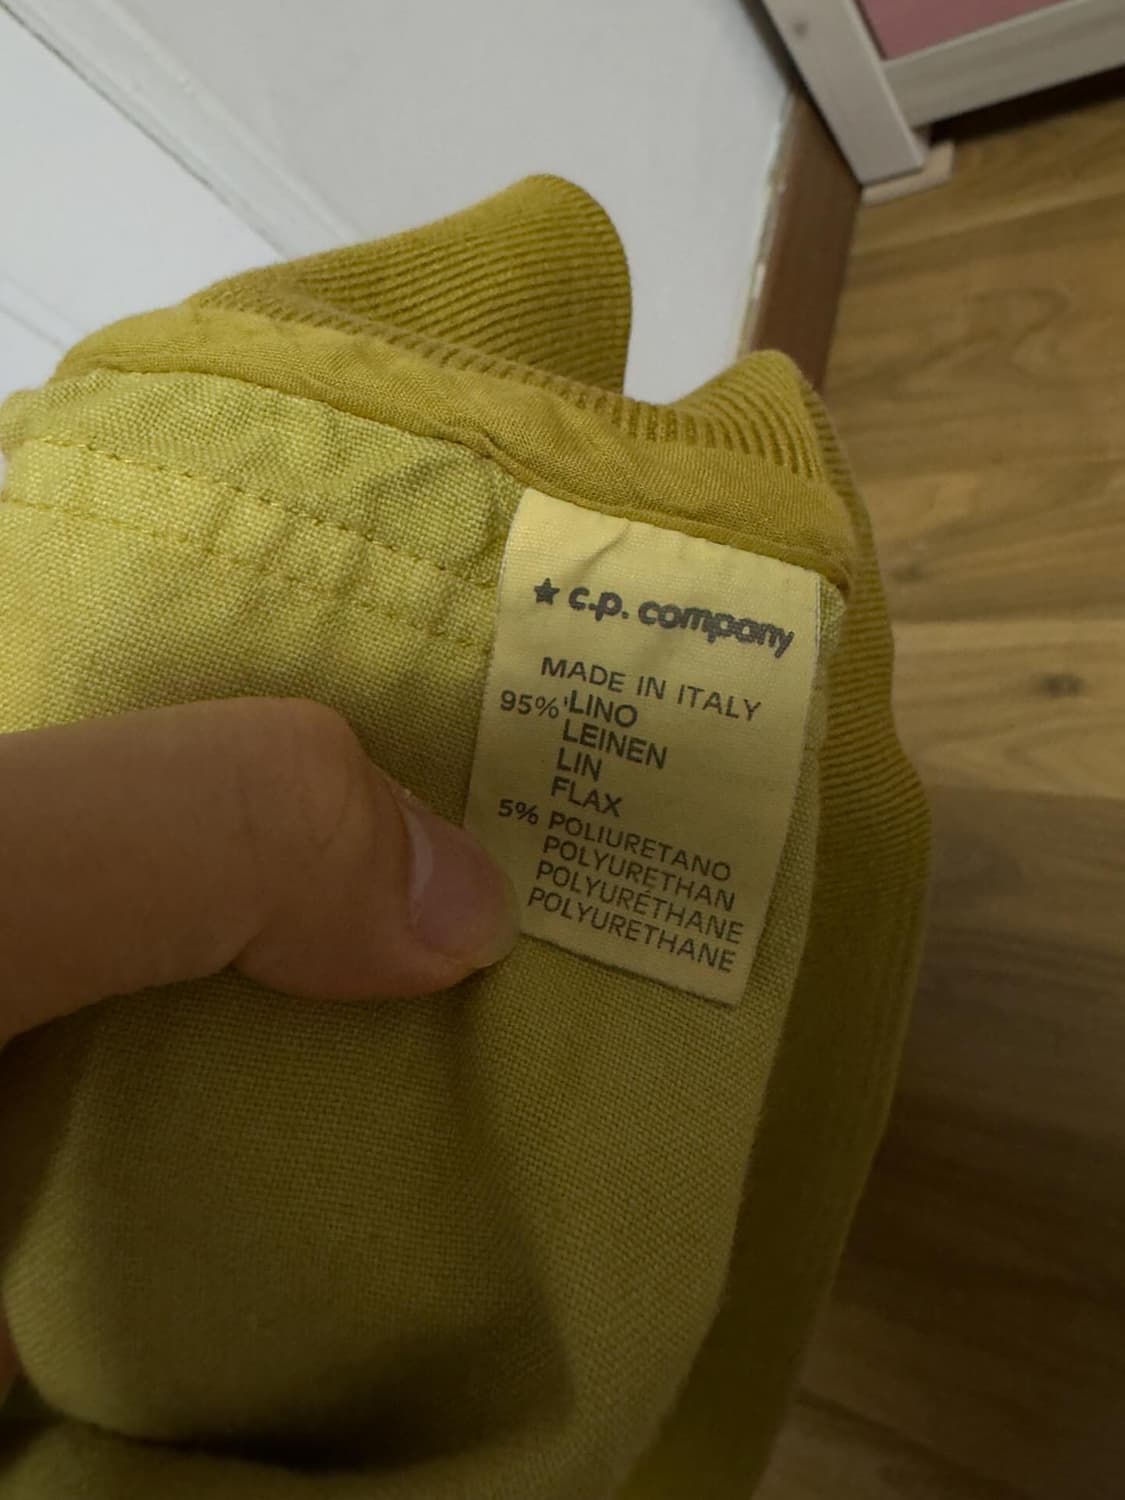 ★ c.p. company
MADE IN ITALY
95% LINO
LEINEN
LIN
FLAX
5% POLIURETANO
POLYURETHAN
POLYURÉTHANE
POLYURETHANE